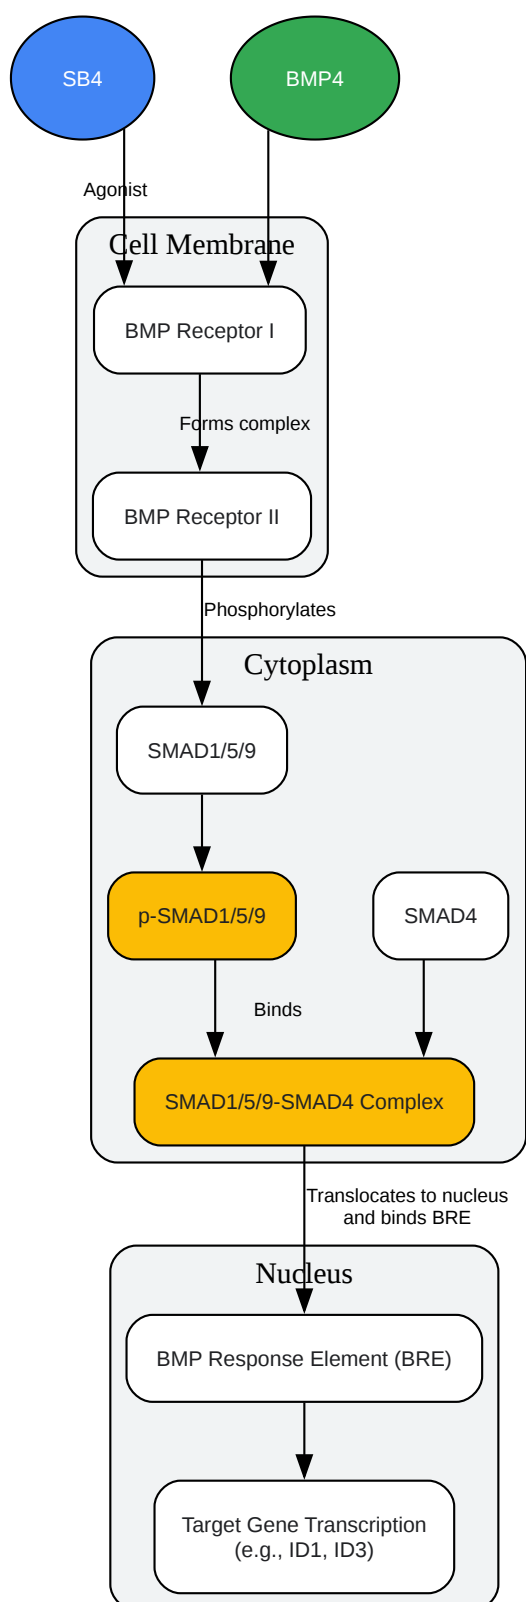 SB4
BMP4
Agonist
Cell Membrane
BMP Receptor I
Forms complex
BMP Receptor II
Phosphorylates
Cytoplasm
SMAD1/5/9
p-SMAD1/5/9
SMAD4
Binds
SMAD1/5/9-SMAD4 Complex
Translocates to nucleus
and binds BRE
Nucleus
BMP Response Element (BRE)
Target Gene Transcription
(e.g., ID1, ID3)